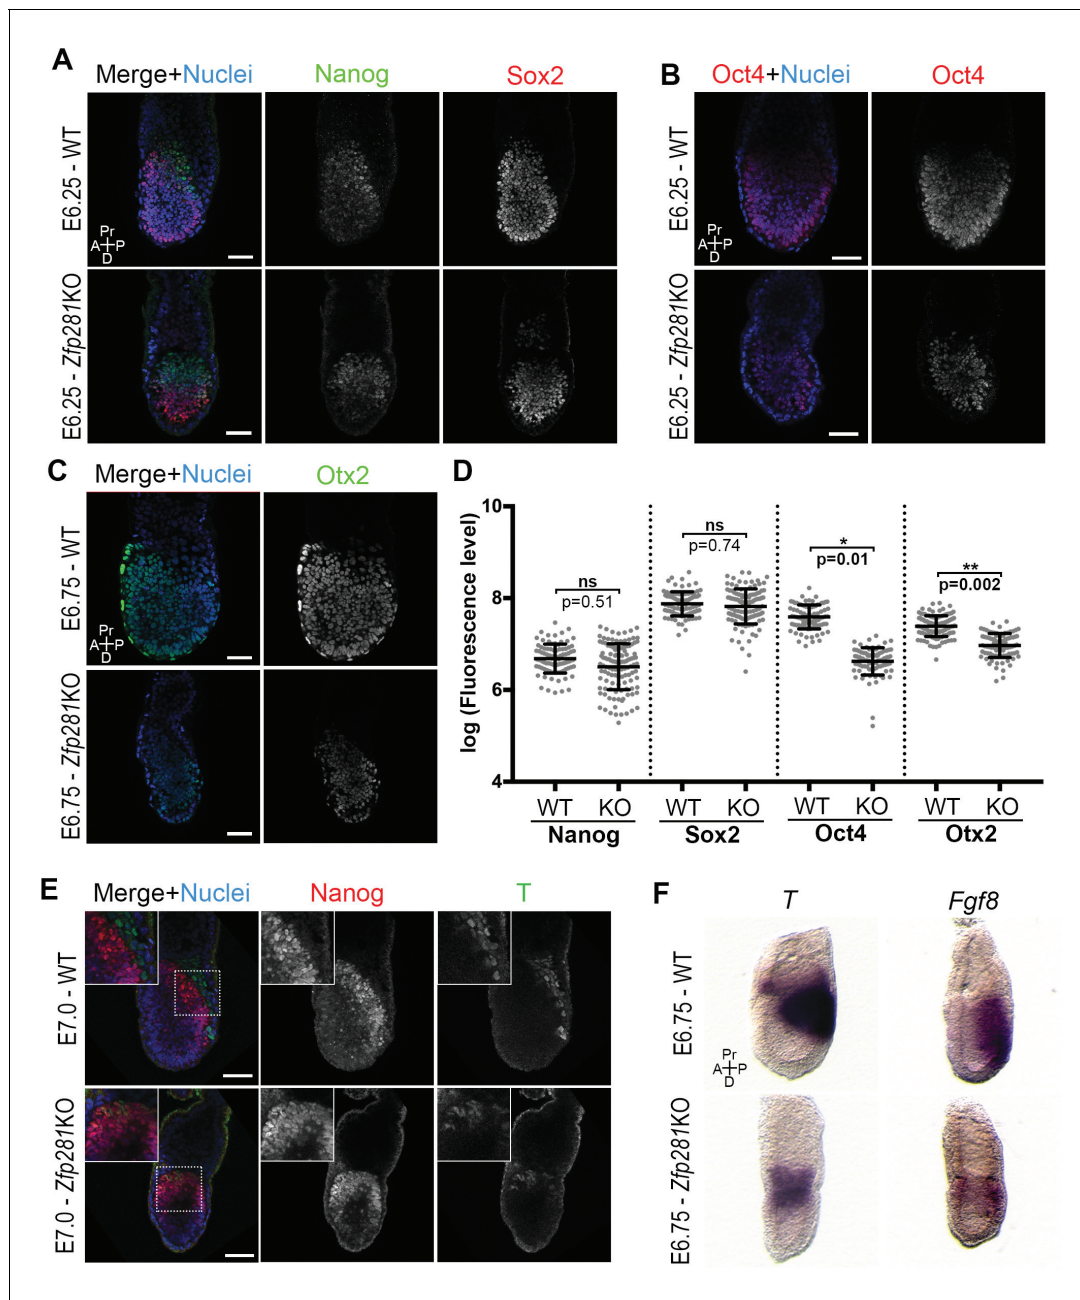 A
Merge+Nuclei
Nanog
Sox2
E6.25 - WT
Pr
A P
D
E6.25 - Zfp281KO
B
Oct4+Nuclei
Oct4
E6.25 - WT
Pr
A P
D
E6.25 - Zfp281KO
C
Merge+Nuclei
Otx2
E6.75 - WT
Pr
A P
D
E6.75 - Zfp281KO
D
log (Fluorescence level)
10
8
6
4
ns
p=0.51
ns
p=0.74
*
p=0.01
**
p=0.002
WT KO WT KO WT KO WT KO
Nanog Sox2 Oct4 Otx2
E
Merge+Nuclei
Nanog
T
E7.0 - WT
E7.0 - Zfp281KO
F
T
Fgf8
E6.75 - WT
Pr
A P
D
E6.75 - Zfp281KO